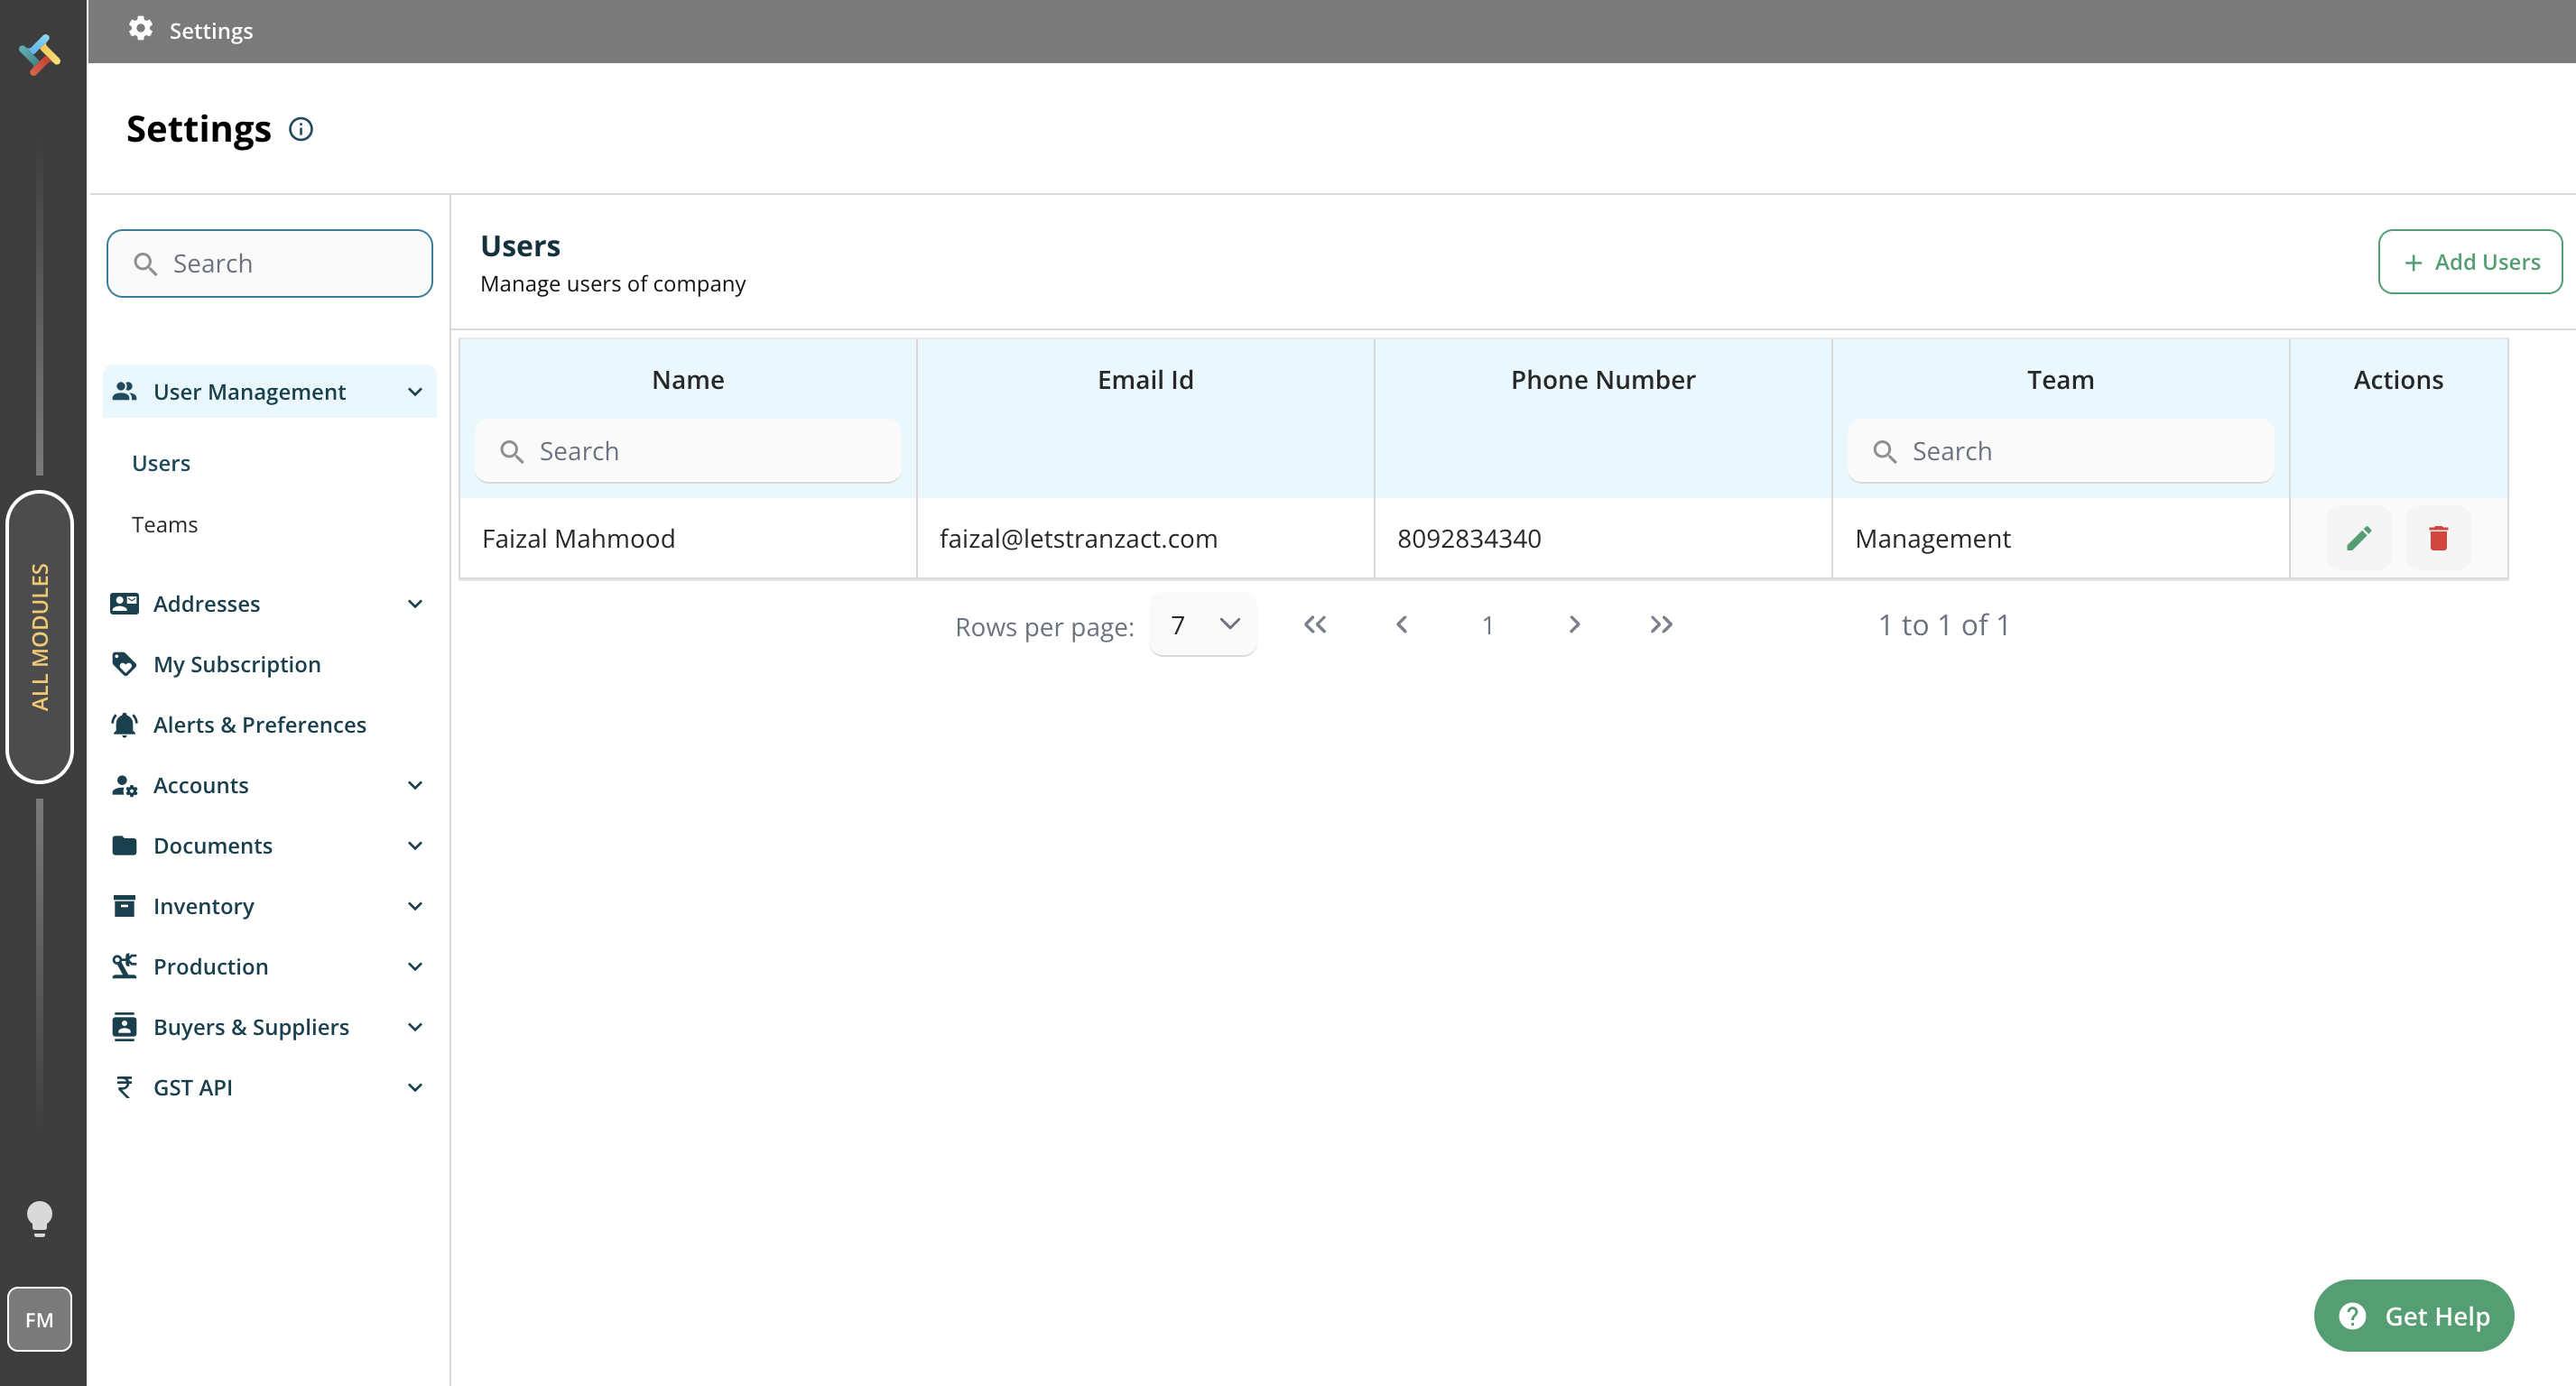 Settings
Settings
Search
User Management
Users
Teams
Addresses
My Subscription
Alerts & Preferences
Accounts
Documents
Inventory
Production
Buyers & Suppliers
GST API
ALL MODULES
FM
Users
Manage users of company
+ Add Users
Name Email Id Phone Number Team Actions
Search Search
Faizal Mahmood faizal@letstranzact.com 8092834340 Management
Rows per page: 7 1 1 to 1 of 1
Get Help